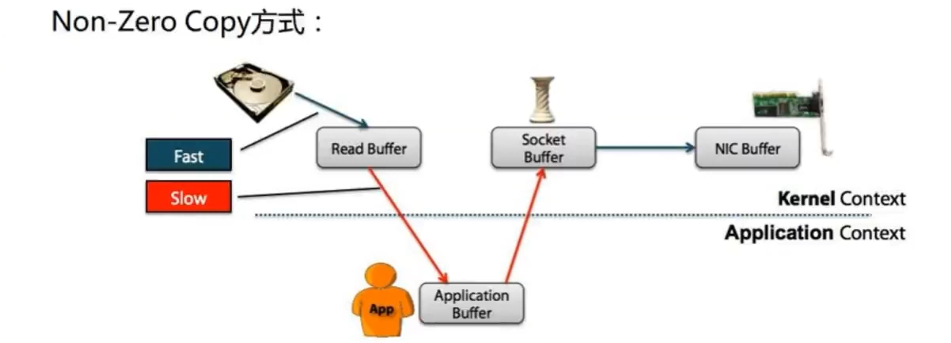 Non-Zero Copy方式：
Fast
Slow
Read Buffer
Socket
Buffer
NIC Buffer
Kernel Context
Application Context
App
Application
Buffer